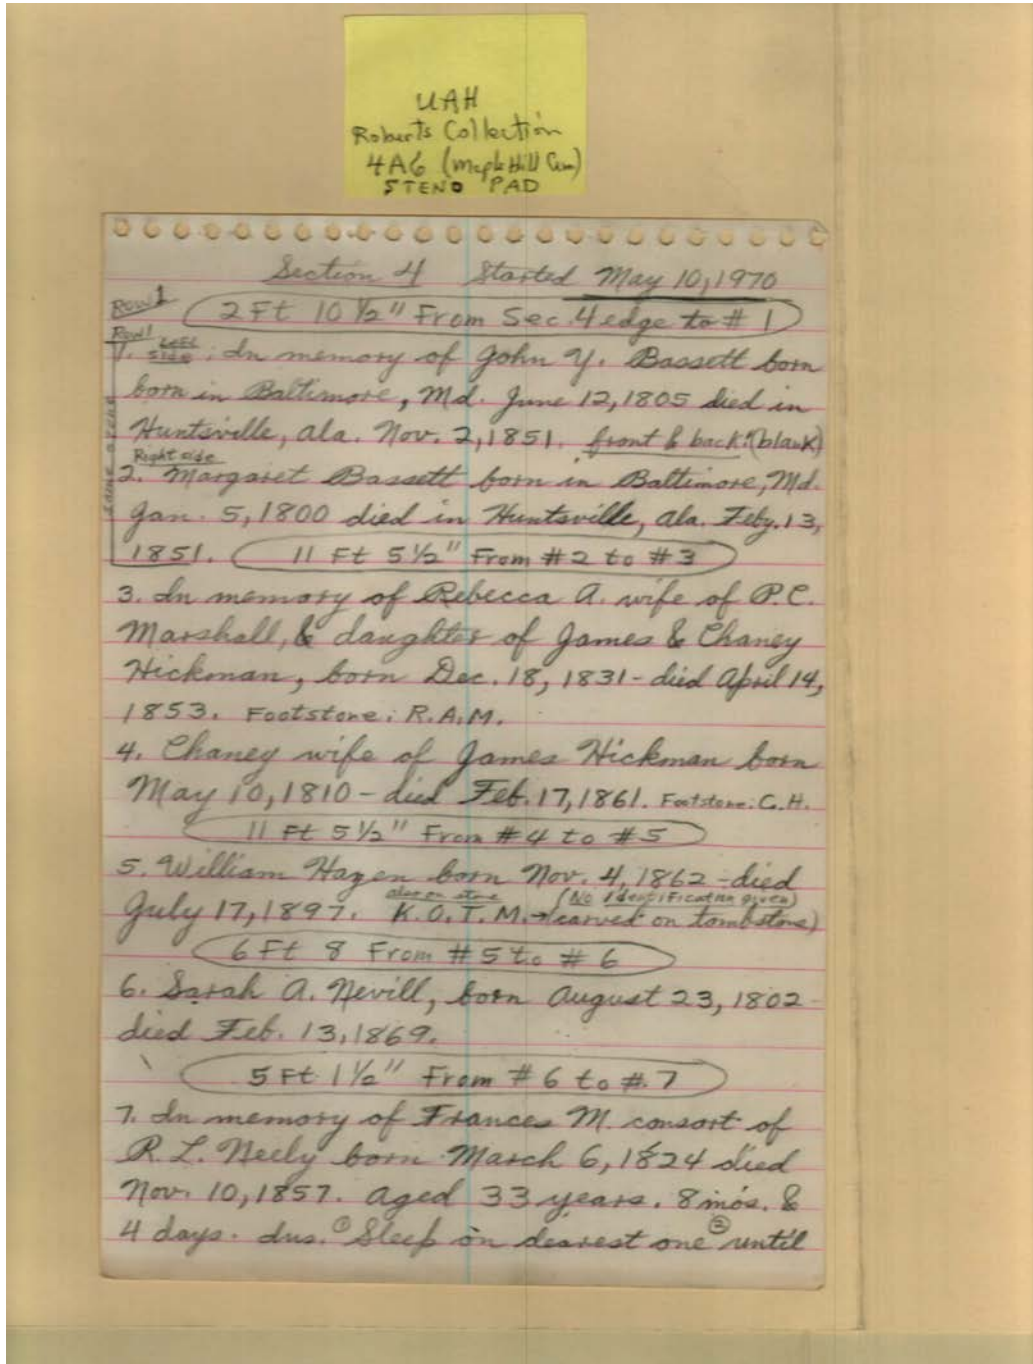 UAH
Roberts Collection
4A6 (Maple Hill Cem)
STENO PAD
Section 4 Started May 10, 1970
Row 1
2 Ft 10 ½" From Sec. 4 edge to # 1
Row 1
1. Left side: In memory of John Y. Bassett born
born in Baltimore, Md. June 12, 1805 died in
Huntsville, Ala. Nov. 2, 1851. front & back: (blank)
Right side
2. Margaret Bassett born in Baltimore, Md.
Jan. 5, 1800 died in Huntsville, Ala. Feby. 13,
1851. 11 Ft 5 ½" From # 2 to # 3
3. In memory of Rebecca A. wife of P.C.
Marshall, & daughter of James & Chaney
Hickman, born Dec. 18, 1831 - died April 14,
1853. Footstone: R.A.M.
4. Chaney wife of James Hickman born
May 10, 1810 - died Feb. 17, 1861. Footstone: C.H.
11 Ft 5 ½" From # 4 to # 5
5. William Hagen born Nov. 4, 1862 - died
also on stone (No identification given)
July 17, 1897. K.O.T.M. → carved on tombstone)
6 Ft 8 From # 5 to # 6
6. Sarah A. Nevill, born August 23, 1802 -
died Feb. 13, 1869.
5 Ft 1 ½" From # 6 to # 7
7. In memory of Frances M. consort of
R. L. Neely born March 6, 1824 died
Nov. 10, 1857. aged 33 years. 8 mos. &
4 days. Ins. ① Sleep on dearest one ② until